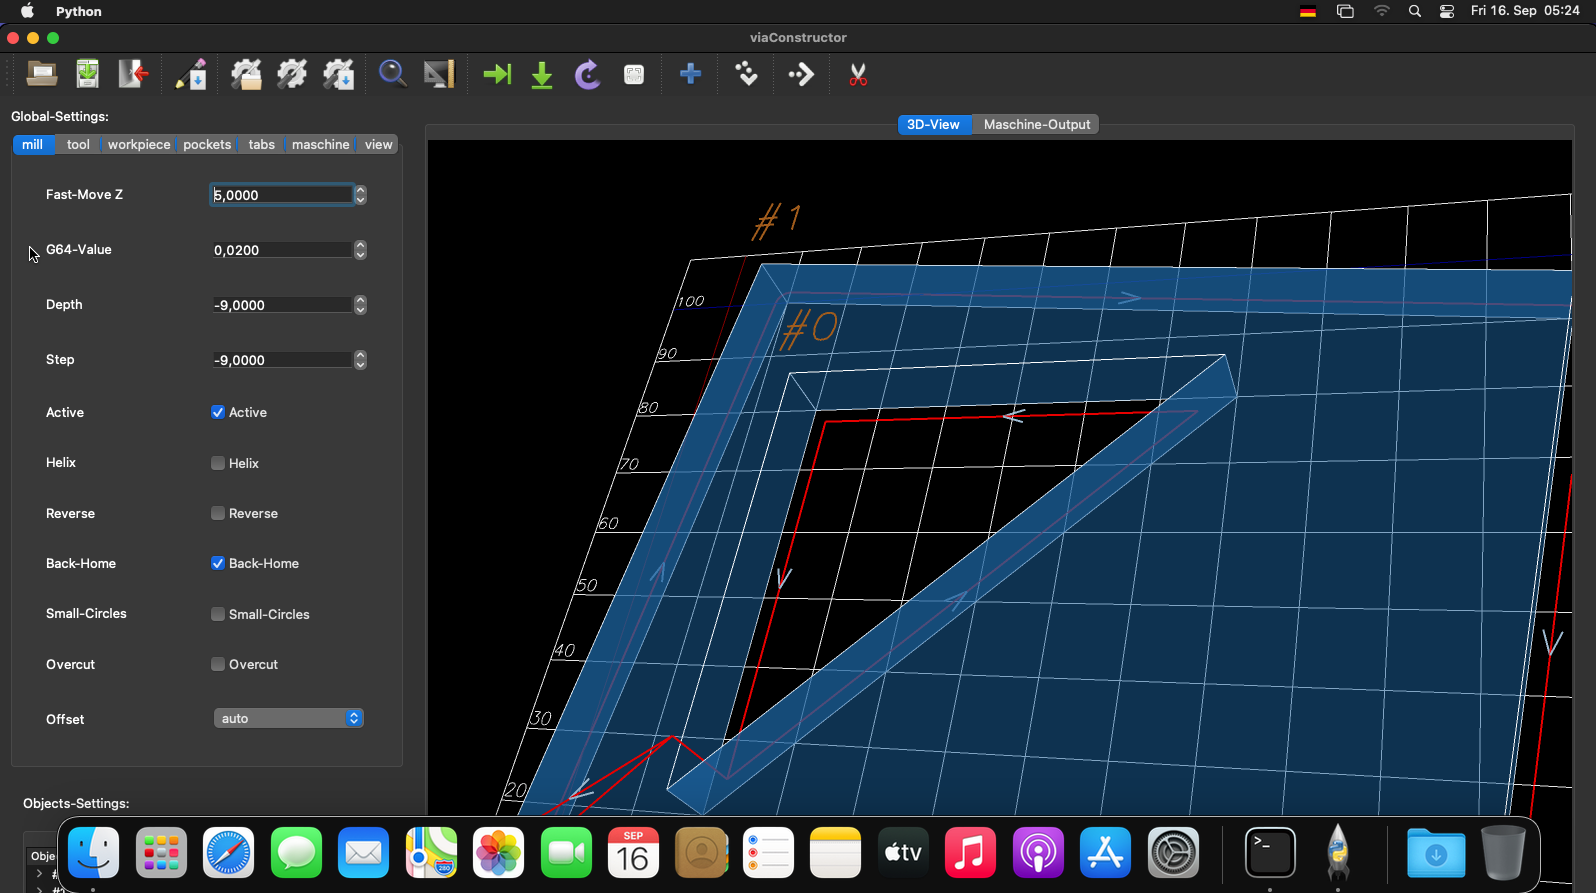 Python
Fri 16. Sep 05:24
viaConstructor
Global-Settings:
mill tool workpiece pockets tabs maschine view
3D-View Maschine-Output
Fast-Move Z 5,0000
G64-Value 0,0200
Depth -9,0000
Step -9,0000
Active Active
Helix Helix
Reverse Reverse
Back-Home Back-Home
Small-Circles Small-Circles
Overcut Overcut
Offset auto
Objects-Settings:
Obje
#1
#0
100
90
80
70
60
50
40
30
20
SEP
16
280
tv
>_